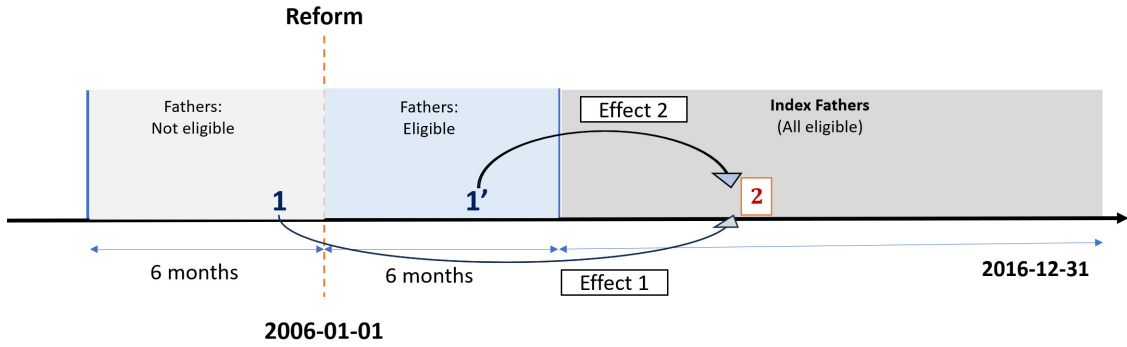 Reform
Fathers:
Not eligible
Fathers:
Eligible
Effect 2
Index Fathers
(All eligible)
1
1’
2
6 months
6 months
Effect 1
2016-12-31
2006-01-01